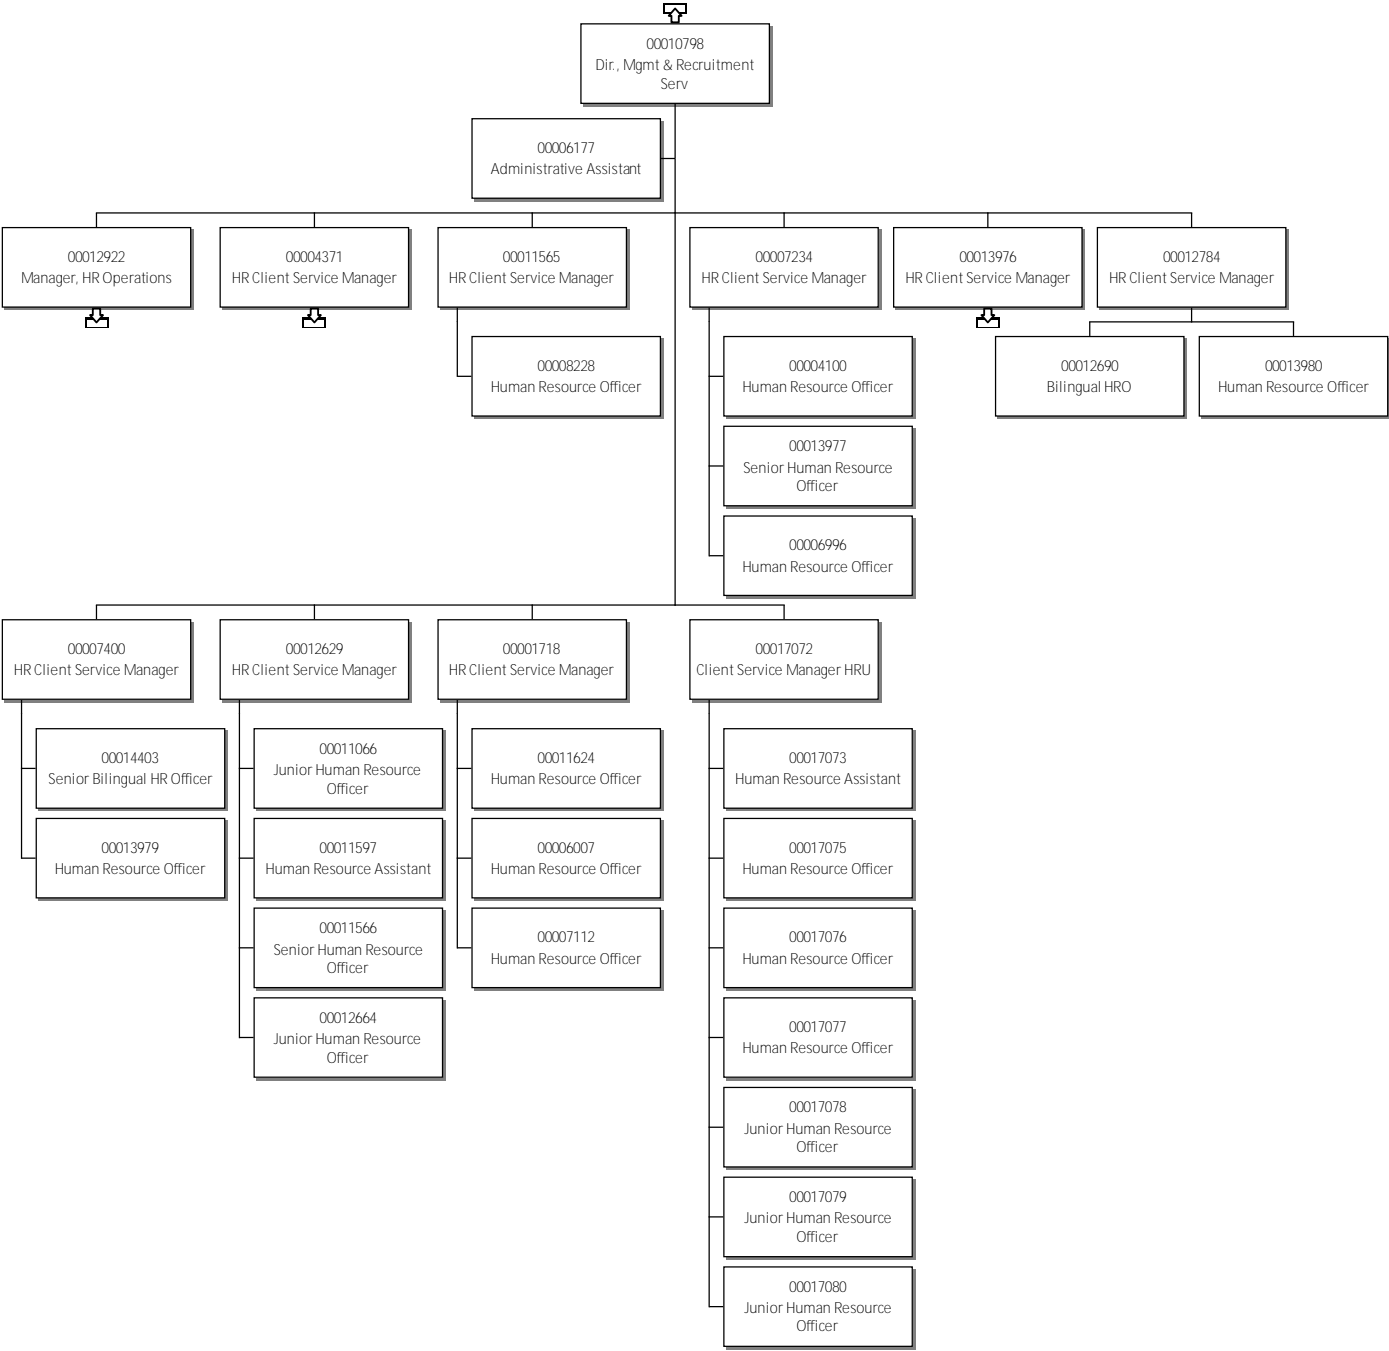 00010798
Dir., Mgmt & Recruitment
Serv
00006177
Administrative Assistant
00012922
Manager, HR Operations
00004371
HR Client Service Manager
00011565
HR Client Service Manager
00007234
HR Client Service Manager
00013976
HR Client Service Manager
00012784
HR Client Service Manager
00008228
Human Resource Officer
00004100
Human Resource Officer
00013977
Senior Human Resource
Officer
00006996
Human Resource Officer
00012690
Bilingual HRO
00013980
Human Resource Officer
00007400
HR Client Service Manager
00012629
HR Client Service Manager
00001718
HR Client Service Manager
00017072
Client Service Manager HRU
00014403
Senior Bilingual HR Officer
00013979
Human Resource Officer
00011066
Junior Human Resource
Officer
00011597
Human Resource Assistant
00011566
Senior Human Resource
Officer
00012664
Junior Human Resource
Officer
00011624
Human Resource Officer
00006007
Human Resource Officer
00007112
Human Resource Officer
00017073
Human Resource Assistant
00017075
Human Resource Officer
00017076
Human Resource Officer
00017077
Human Resource Officer
00017078
Junior Human Resource
Officer
00017079
Junior Human Resource
Officer
00017080
Junior Human Resource
Officer